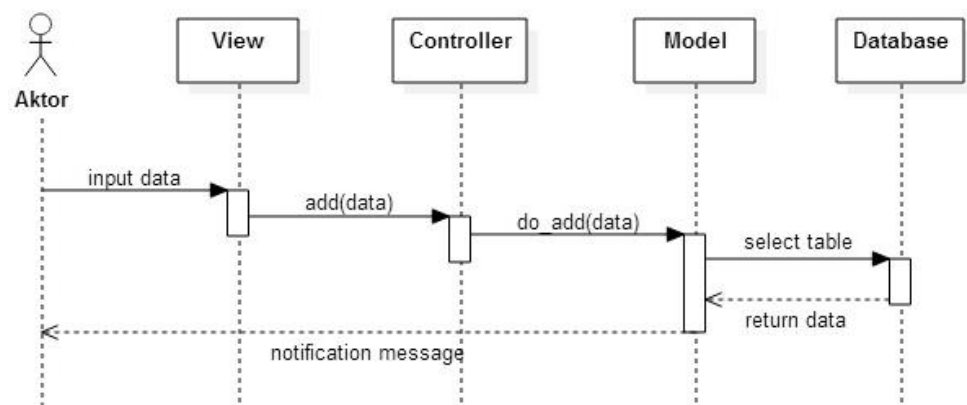 View
Controller
Model
Database
Aktor
input data
add(data)
do_add(data)
select table
return data
notification message